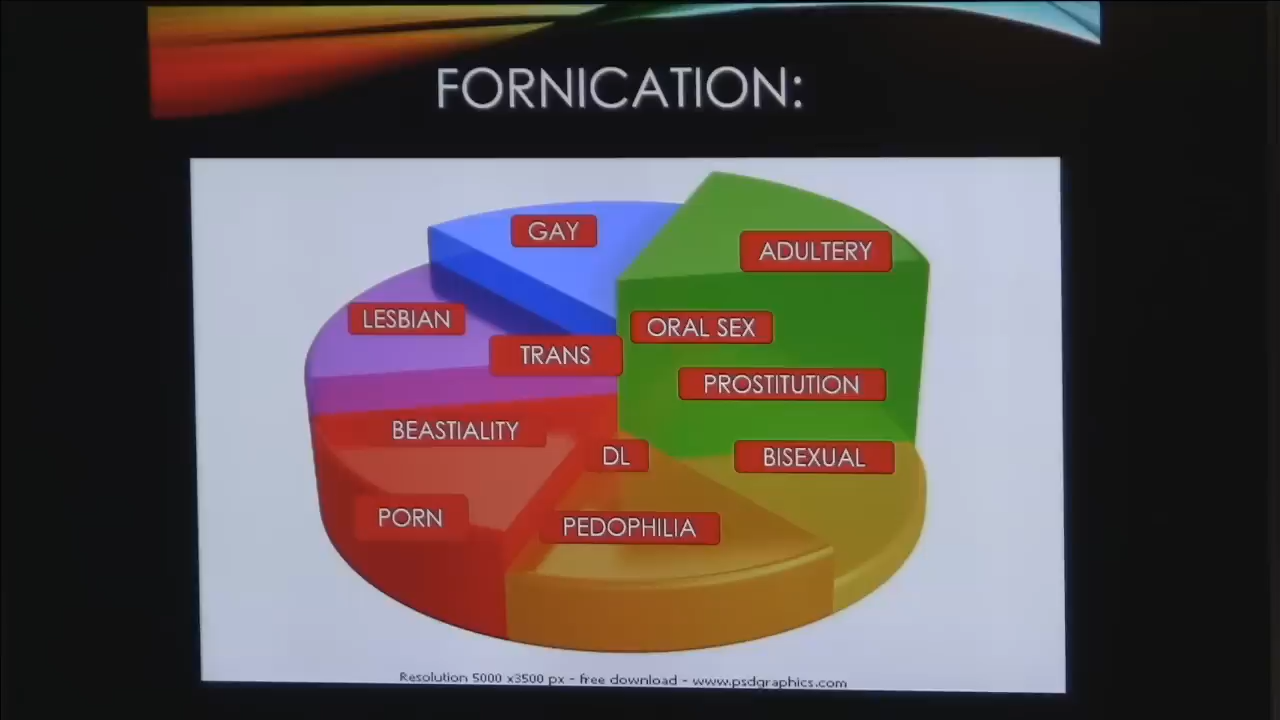 FORNICATION:
GAY
ADULTERY
LESBIAN
ORAL SEX
TRANS
PROSTITUTION
BEASTIALITY
DL
BISEXUAL
PORN
PEDOPHILIA
Resolution 5000 x3500 px - free download - www.psdgraphics.com